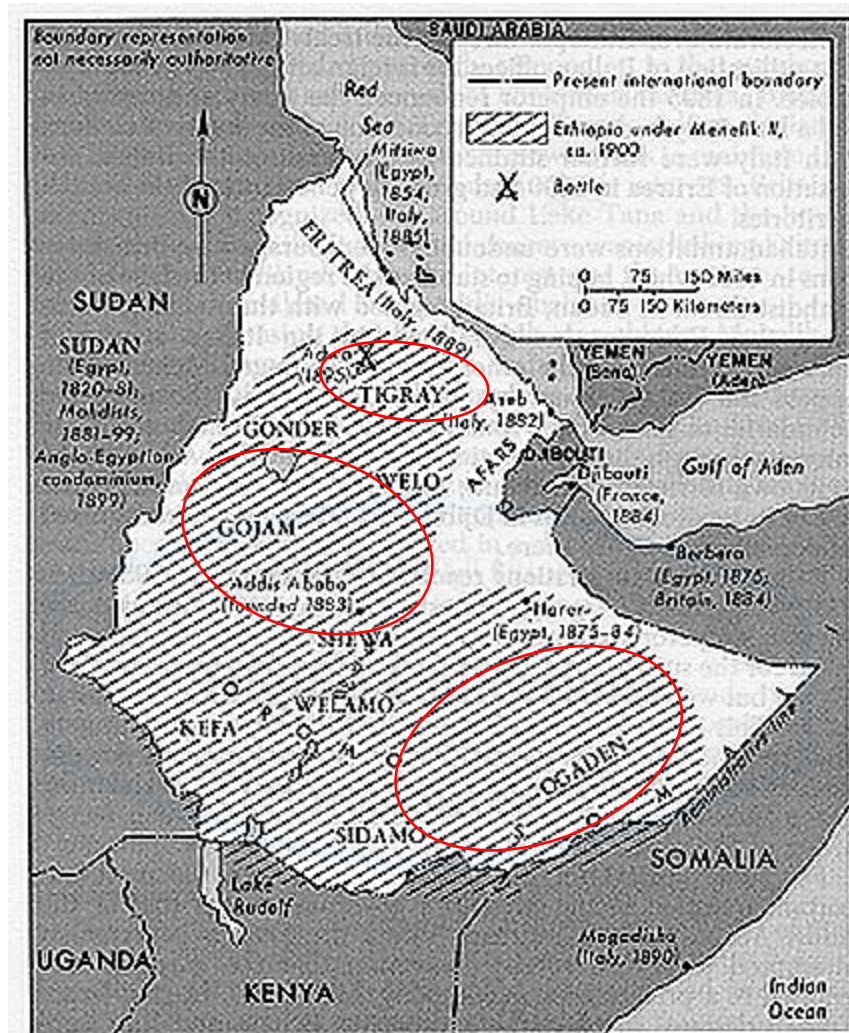 Boundary representation
not necessarily authoritative
SAUDI ARABIA
Present international boundary
Ethiopia under Menelik II,
ca. 1900
Battle
0 75 150 Miles
0 75 150 Kilometers
N
Red
Sea
Mitsiwa
(Egypt,
1854;
Italy,
1885)
ERITREA (Italy, 1889)
SUDAN
SUDAN
(Egypt,
1820-81;
Mahdists,
1881-99;
Anglo-Egyptian
condominium,
1899)
Adwa
(1896)
TIGRAY
GONDER
Aseb
(Italy, 1882)
YEMEN
(Sana)
YEMEN
(Aden)
WELO
AFARS
DJIBOUTI
Djibouti
(France,
1884)
Gulf of Aden
GOJAM
Addis Ababa
(founded 1883)
Berbera
(Egypt, 1875;
Britain, 1884)
Harer
(Egypt, 1875-84)
SHEWA
WELAMO
KEFA
OGADEN
SIDAMO
Administrative line
SOMALIA
Lake
Rudolf
UGANDA
KENYA
Mogadishu
(Italy, 1890)
Indian
Ocean